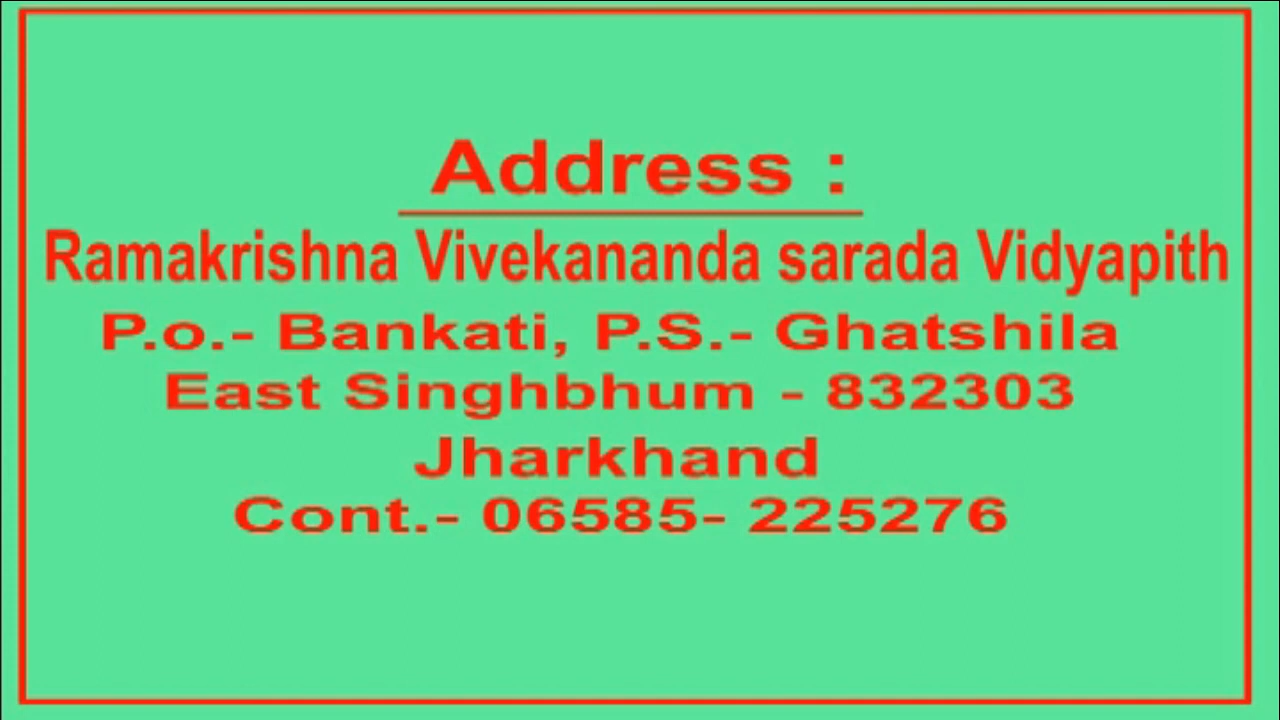 Address :
Ramakrishna Vivekananda sarada Vidyapith
P.o.- Bankati, P.S.- Ghatshila
East Singhbhum - 832303
Jharkhand
Cont.- 06585- 225276